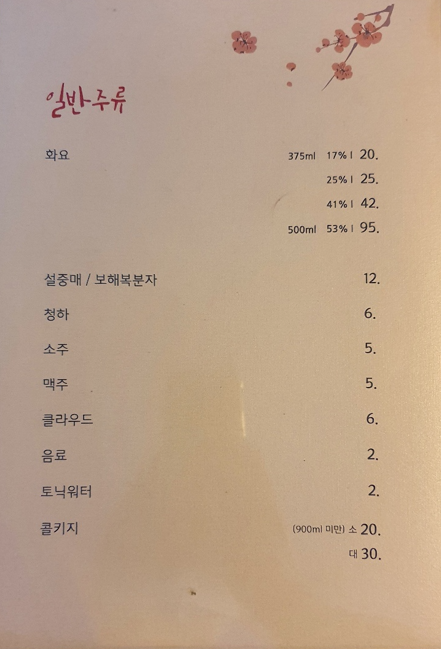 일반주류
화요 375ml 17% | 20.
25% | 25.
41% | 42.
500ml 53% | 95.
설중매 / 보해복분자 12.
청하 6.
소주 5.
맥주 5.
클라우드 6.
음료 2.
토닉워터 2.
콜키지 (900ml 미만) 소 20.
대 30.